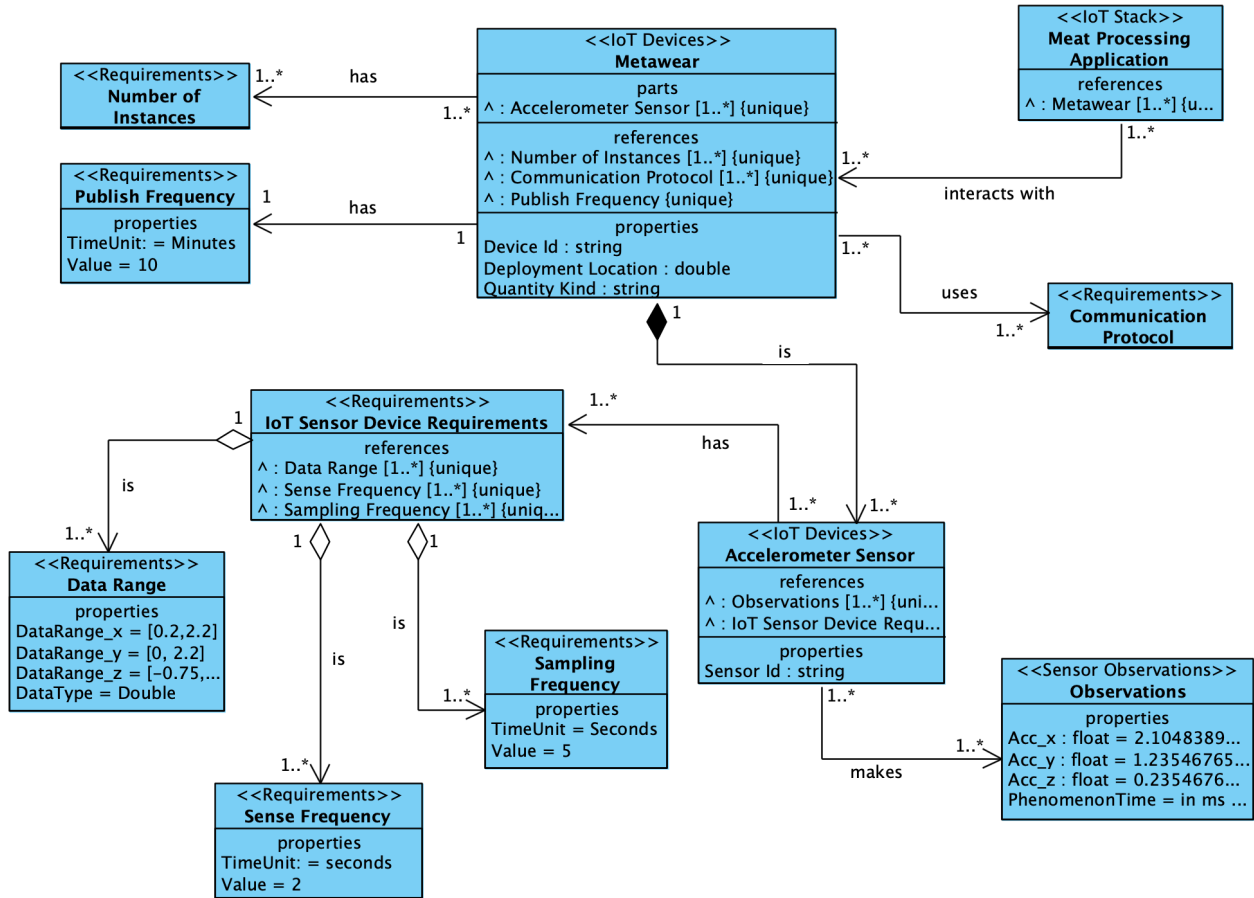 <<IoT Devices>>
Metawear
parts
^ : Accelerometer Sensor [1..*] {unique}
references
^ : Number of Instances [1..*] {unique}
^ : Communication Protocol [1..*] {unique}
^ : Publish Frequency {unique}
properties
Device Id : string
Deployment Location : double
Quantity Kind : string
<<IoT Stack>>
Meat Processing
Application
references
^ : Metawear [1..*] {u...
<<Requirements>>
Number of
Instances
1..*
has
1..*
<<Requirements>>
Publish Frequency
properties
TimeUnit: = Minutes
Value = 10
1
has
1
1..*
1..*
interacts with
1..*
uses
1..*
<<Requirements>>
Communication
Protocol
1
is
1..*
<<Requirements>>
IoT Sensor Device Requirements
references
^ : Data Range [1..*] {unique}
^ : Sense Frequency [1..*] {unique}
^ : Sampling Frequency [1..*] {uniq...
1..*
has
1..*
1
is
1..*
<<Requirements>>
Data Range
properties
DataRange_x = [0.2,2.2]
DataRange_y = [0, 2.2]
DataRange_z = [-0.75,...
DataType = Double
1
is
1..*
1
is
1..*
<<Requirements>>
Sampling
Frequency
properties
TimeUnit = Seconds
Value = 5
<<IoT Devices>>
Accelerometer Sensor
references
^ : Observations [1..*] {uni...
^ : IoT Sensor Device Requ...
properties
Sensor Id : string
1..*
makes
1..*
<<Sensor Observations>>
Observations
properties
Acc_x : float = 2.1048389...
Acc_y : float = 1.23546765...
Acc_z : float = 0.2354676...
PhenomenonTime = in ms ...
<<Requirements>>
Sense Frequency
properties
TimeUnit: = seconds
Value = 2